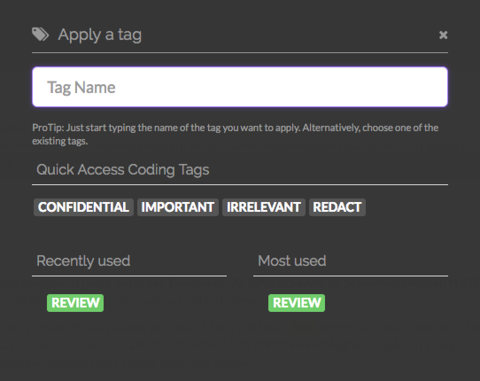 Apply a tag
Tag Name
ProTip: Just start typing the name of the tag you want to apply. Alternatively, choose one of the
existing tags.
Quick Access Coding Tags
CONFIDENTIAL IMPORTANT IRRELEVANT REDACT
Recently used Most used
REVIEW REVIEW